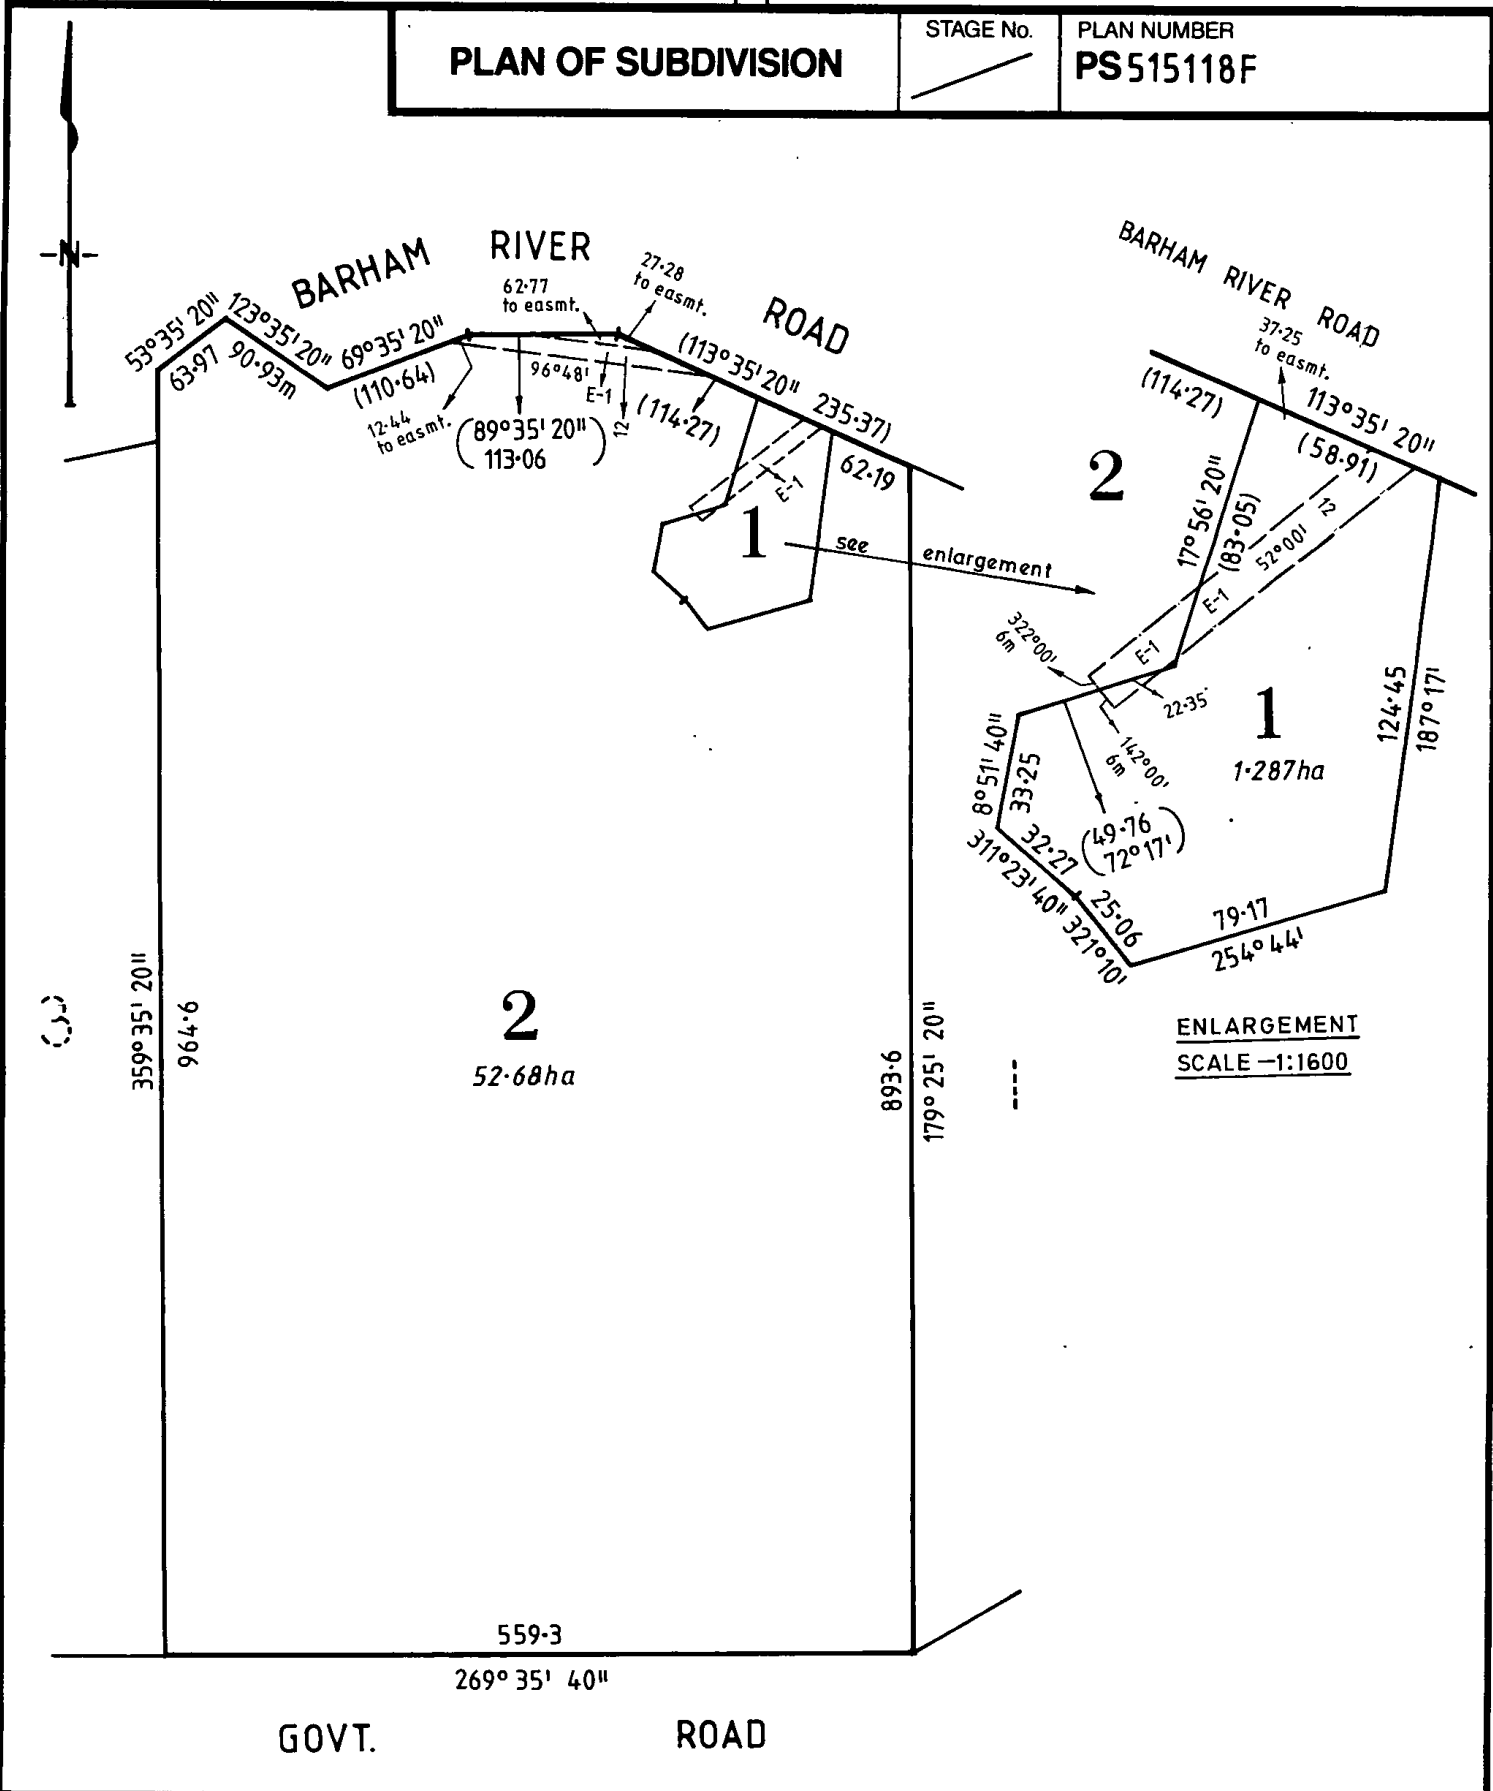 PLAN OF SUBDIVISION
STAGE No.
PLAN NUMBER
PS 515118F
-N-
BARHAM RIVER ROAD
53°35'20"
63·97
123°35'20"
90·93m
69°35'20"
(110·64)
12·44
to easmt.
62·77
to easmt.
27·28
to easmt.
96°48'
E-1
12
(89°35'20")
113·06
(114·27)
(113°35'20" 235·37)
62·19
E-1
1
see enlargement
BARHAM RIVER ROAD
37·25
to easmt.
(114·27)
113°35'20"
(58·91)
2
17°56'20"
(83·05)
12
52°00'
E-1
E-1
322°00'
6m
22·35
142°00'
6m
1
1·287ha
124·45
187°17'
8°51'40"
33·25
(49·76
72°17')
32·27
311°23'40"
25·06
321°10'
79·17
254°44'
ENLARGEMENT
SCALE —1:1600
359°35'20"
964·6
2
52·68ha
893·6
179°25'20"
559·3
269°35'40"
GOVT. ROAD